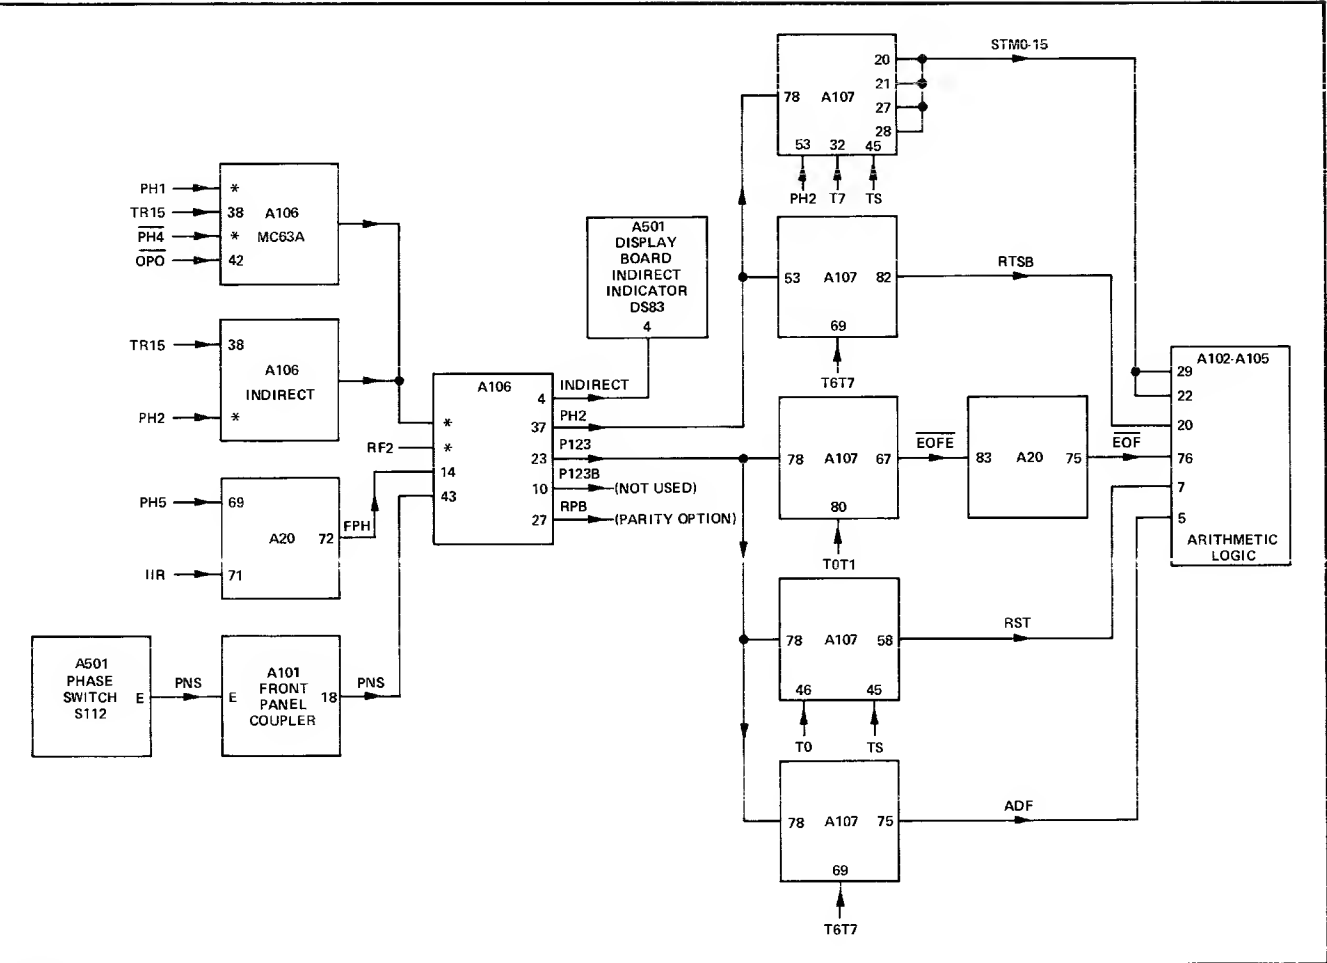 STM0-15
20
21
78 A107
27
28
53 32 45
PH2 T7 TS
PH1 *
TR15 38 A106
PH4 * MC63A
OPO 42
A501
DISPLAY
BOARD
INDIRECT
INDICATOR
DS83
4
RTSB
53 A107 82
69
T6T7
TR15 38
A106
INDIRECT
PH2 *
A106
INDIRECT
4
PH2
37
*
RF2 *
P123
23
14
P123B
10 (NOT USED)
43
RPB
27 (PARITY OPTION)
A102-A105
29
22
20
76
7
5
ARITHMETIC
LOGIC
EOFE
EOF
78 A107 67
83 A20 75
80
T0T1
PH5 69
A20 72 FPH
IIR 71
RST
78 A107 58
46 45
T0 TS
A501
PHASE
SWITCH E
S112
PNS
A101
E FRONT 18
PANEL
COUPLER
PNS
ADF
78 A107 75
69
T6T7